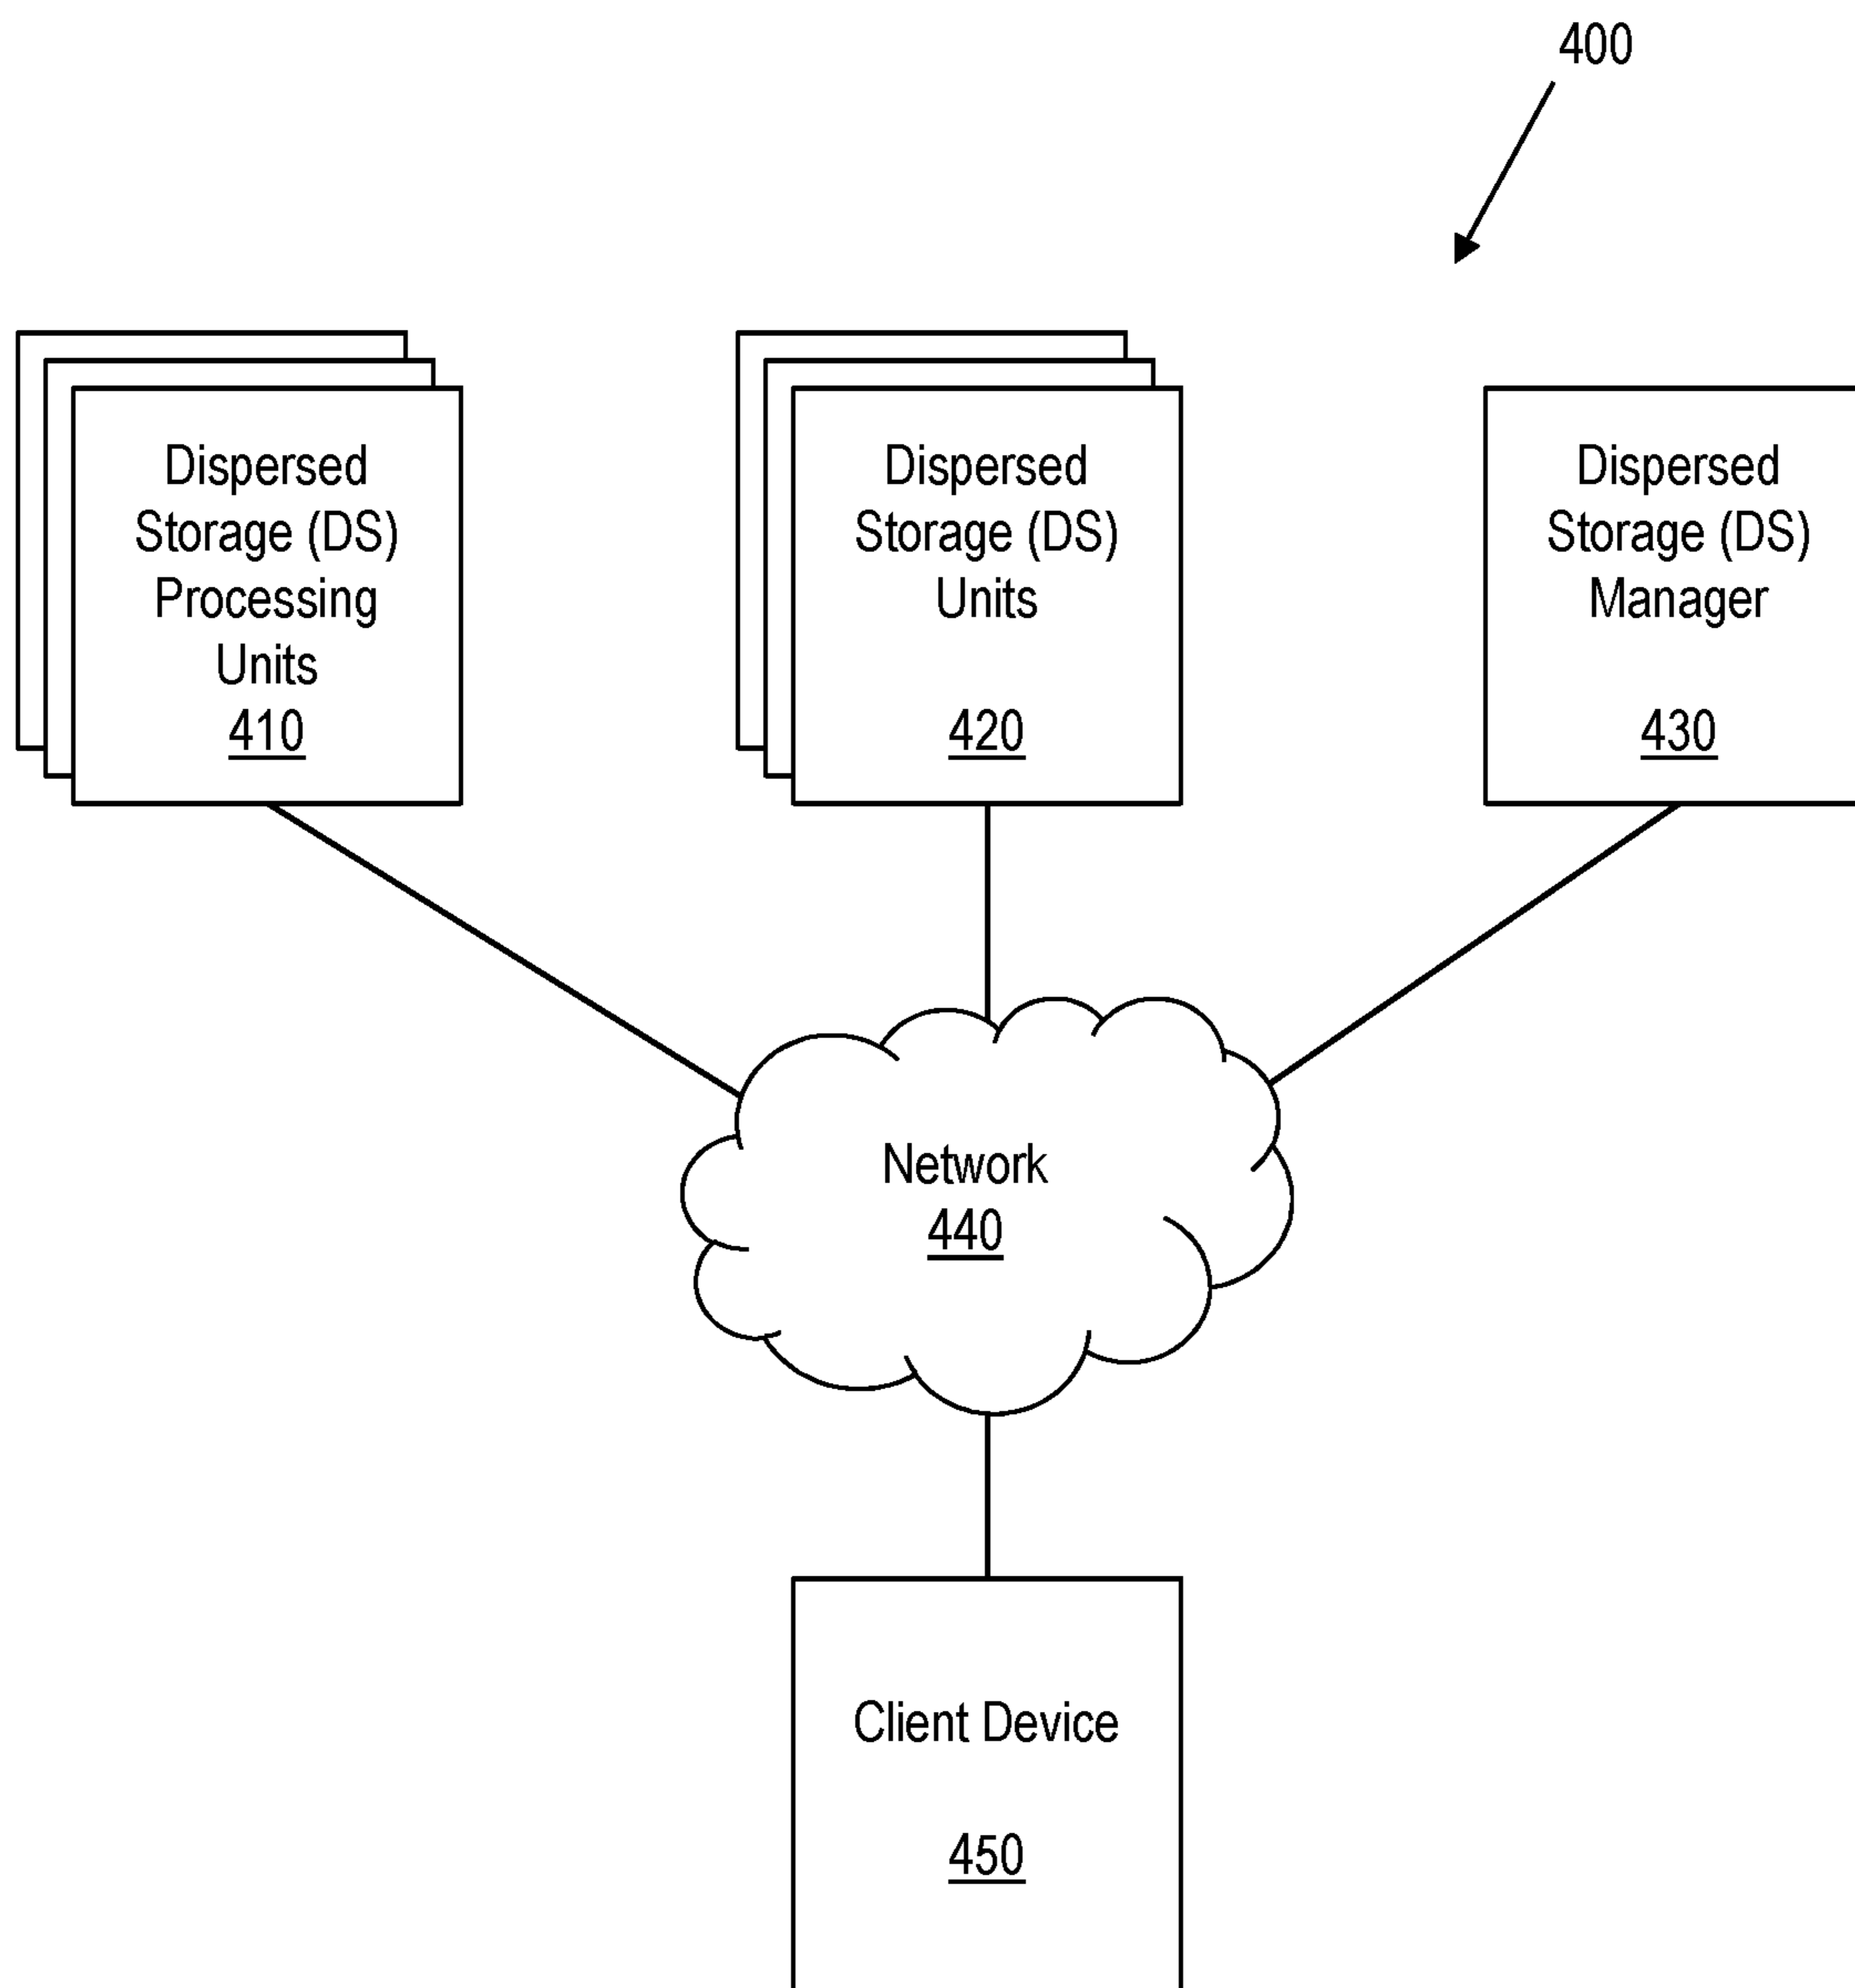 400
Dispersed
Storage (DS)
Processing
Units
410
Dispersed
Storage (DS)
Units
420
Dispersed
Storage (DS)
Manager
430
Network
440
Client Device
450